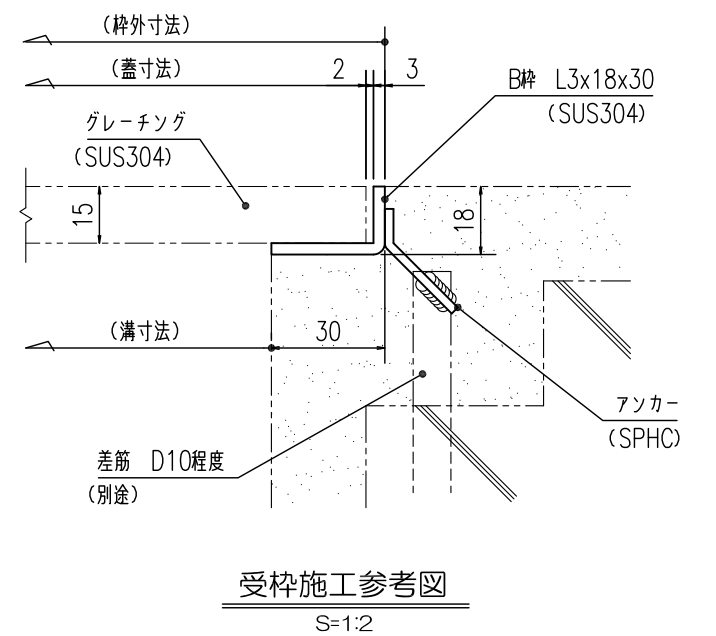 (枠外寸法)
(蓋寸法)
2
3
B枠 L3x18x30
(SUS304)
グレーチング
(SUS304)
15
18
(溝寸法)
30
アンカー
(SPHC)
差筋 D10程度
(別途)
受枠施工参考図
S=1:2